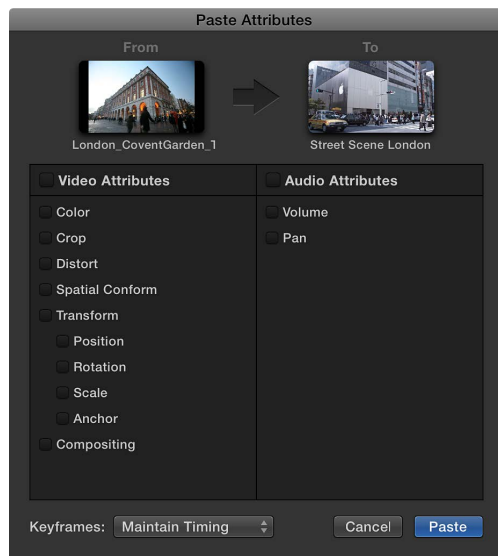 Paste Attributes
From
To
London_CoventGarden_1
Street Scene London
Video Attributes
Audio Attributes
Color
Volume
Crop
Pan
Distort
Spatial Conform
Transform
Position
Rotation
Scale
Anchor
Compositing
Keyframes: Maintain Timing
Cancel
Paste